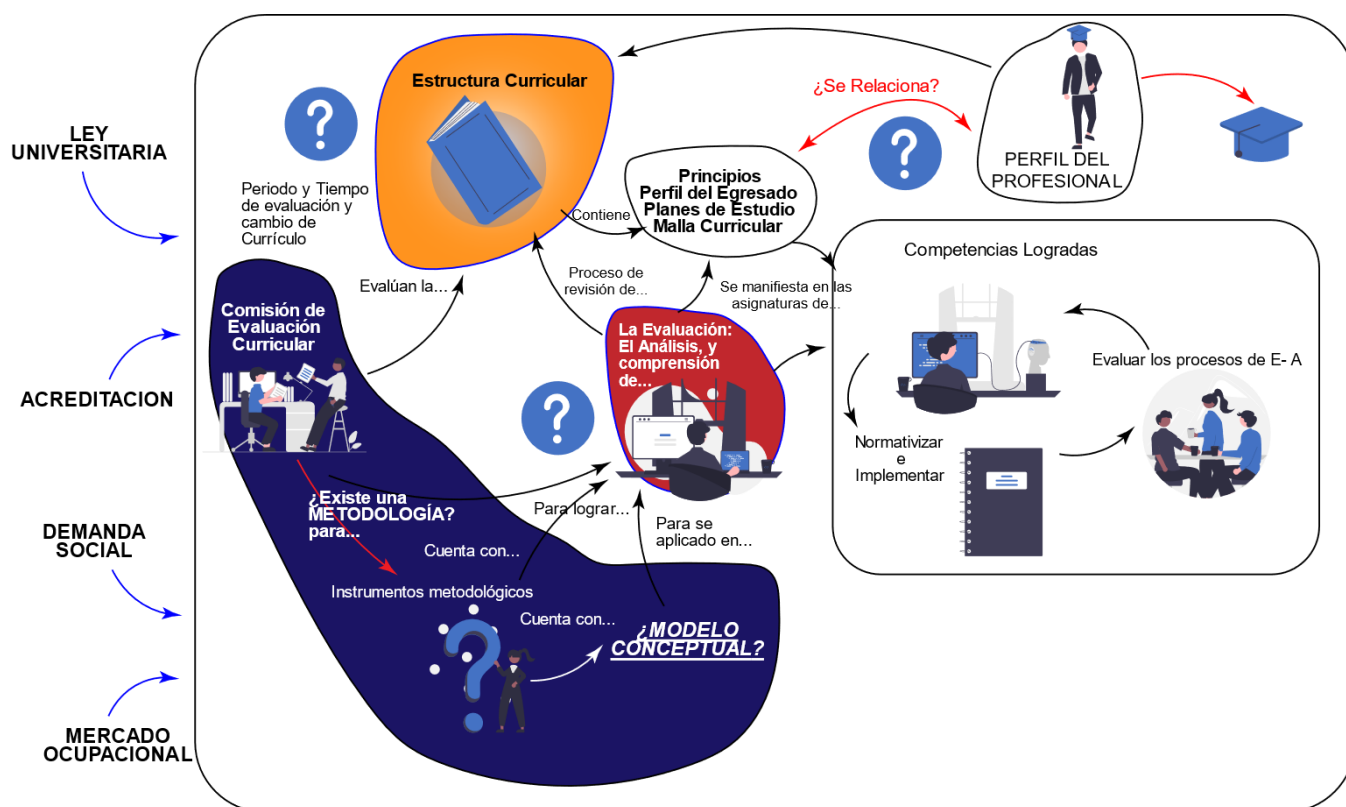 LEY
UNIVERSITARIA
ACREDITACION
DEMANDA
SOCIAL
MERCADO
OCUPACIONAL
Estructura Curricular
?
Periodo y Tiempo
de evaluación y
cambio de
Currículo
¿Se Relaciona?
?
PERFIL DEL
PROFESIONAL
Principios
Perfil del Egresado
Planes de Estudio
Malla Curricular
Contiene
Evalúan la...
Proceso de
revisión de...
Se manifiesta en las
asignaturas de...
Comisión de
Evaluación
Curricular
La Evaluación:
El Análisis, y
comprensión
de...
?
¿Existe una
METODOLOGÍA?
para...
Para lograr...
Para se
aplicado en...
Cuenta con...
Instrumentos metodológicos
Cuenta con...
?
¿MODELO
CONCEPTUAL?
Competencias Logradas
Evaluar los procesos de E- A
Normativizar
e
Implementar